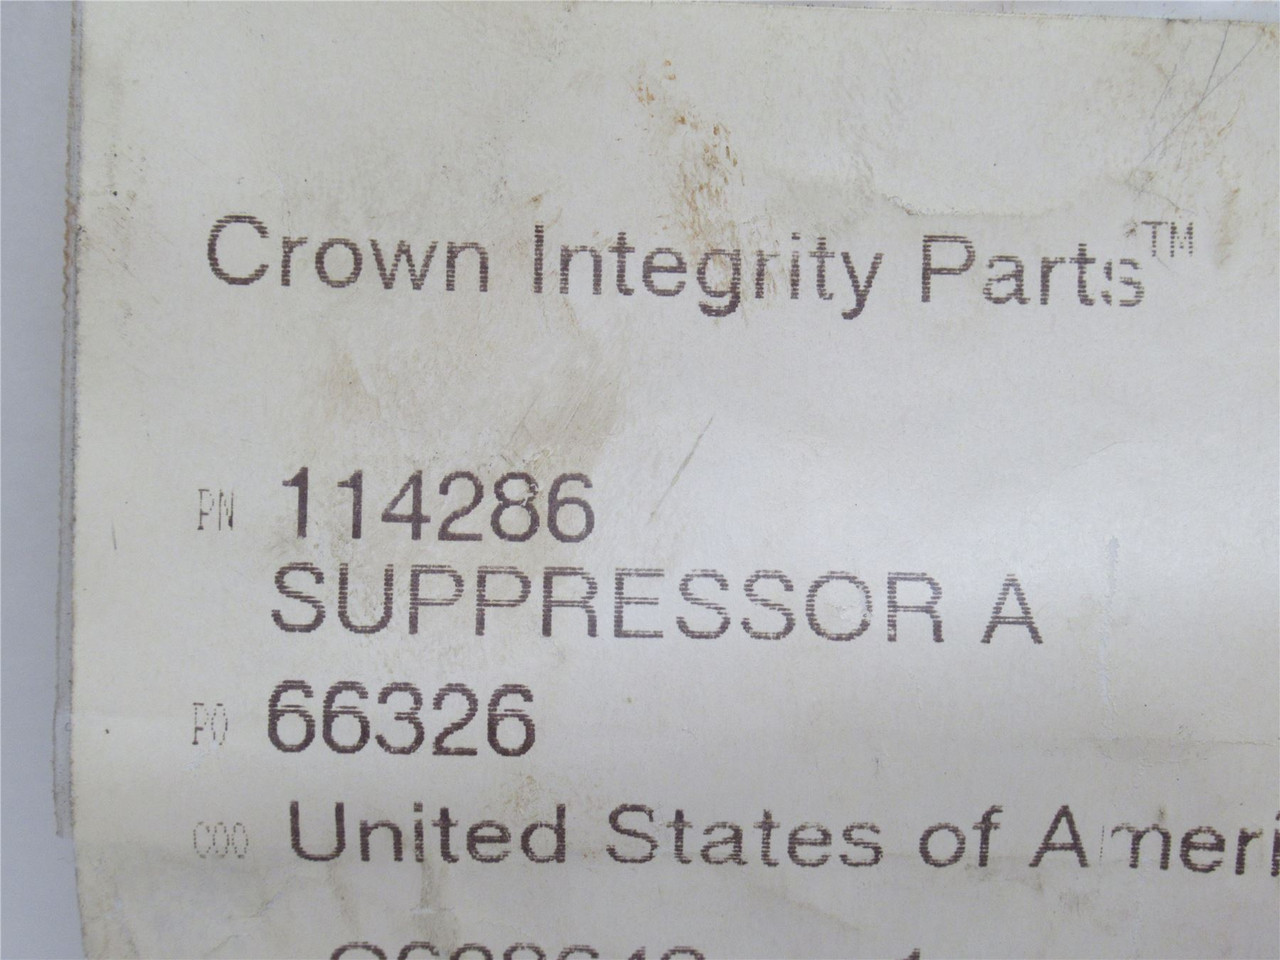 Crown Integrity Parts™
PN 114286
SUPPRESSOR A
PO 66326
COO United States of Ameri